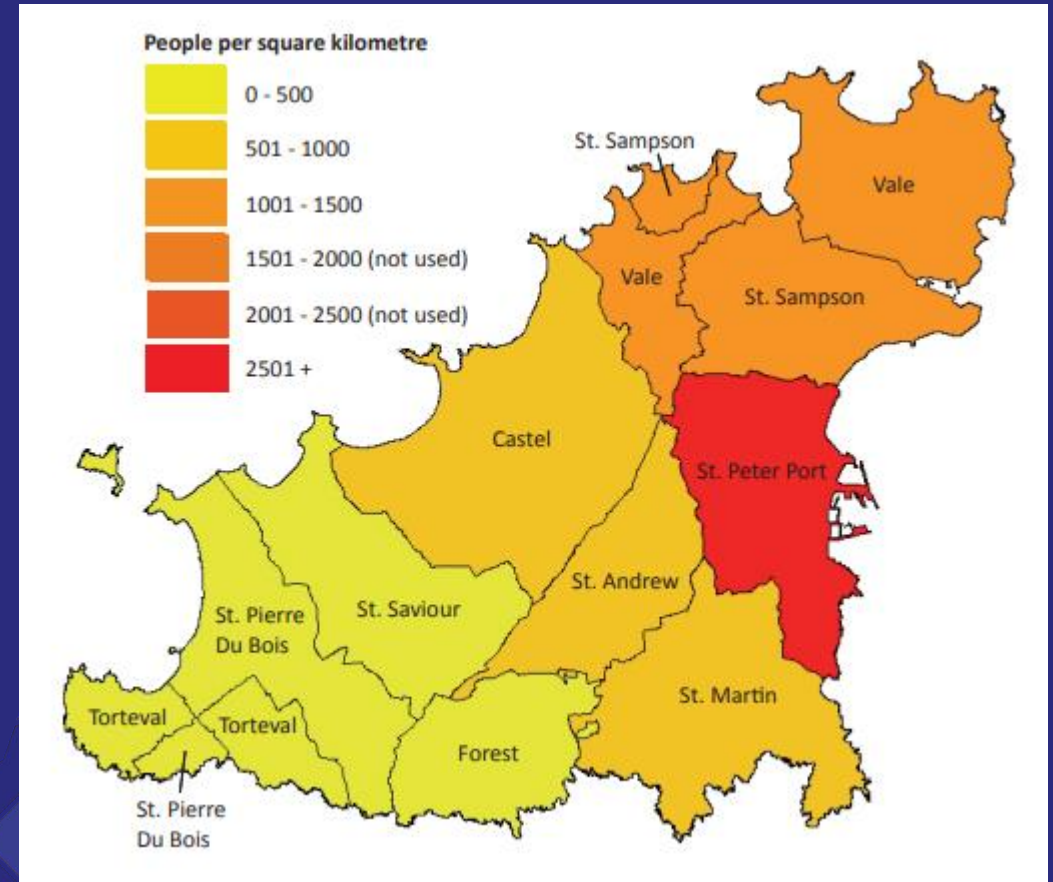 People per square kilometre
0 - 500
501 - 1000
1001 - 1500
1501 - 2000 (not used)
2001 - 2500 (not used)
2501 +
St. Sampson
Vale
Vale
St. Sampson
Castel
St. Peter Port
St. Andrew
St. Saviour
St. Pierre
Du Bois
St. Martin
Torteval
Torteval
Forest
St. Pierre
Du Bois